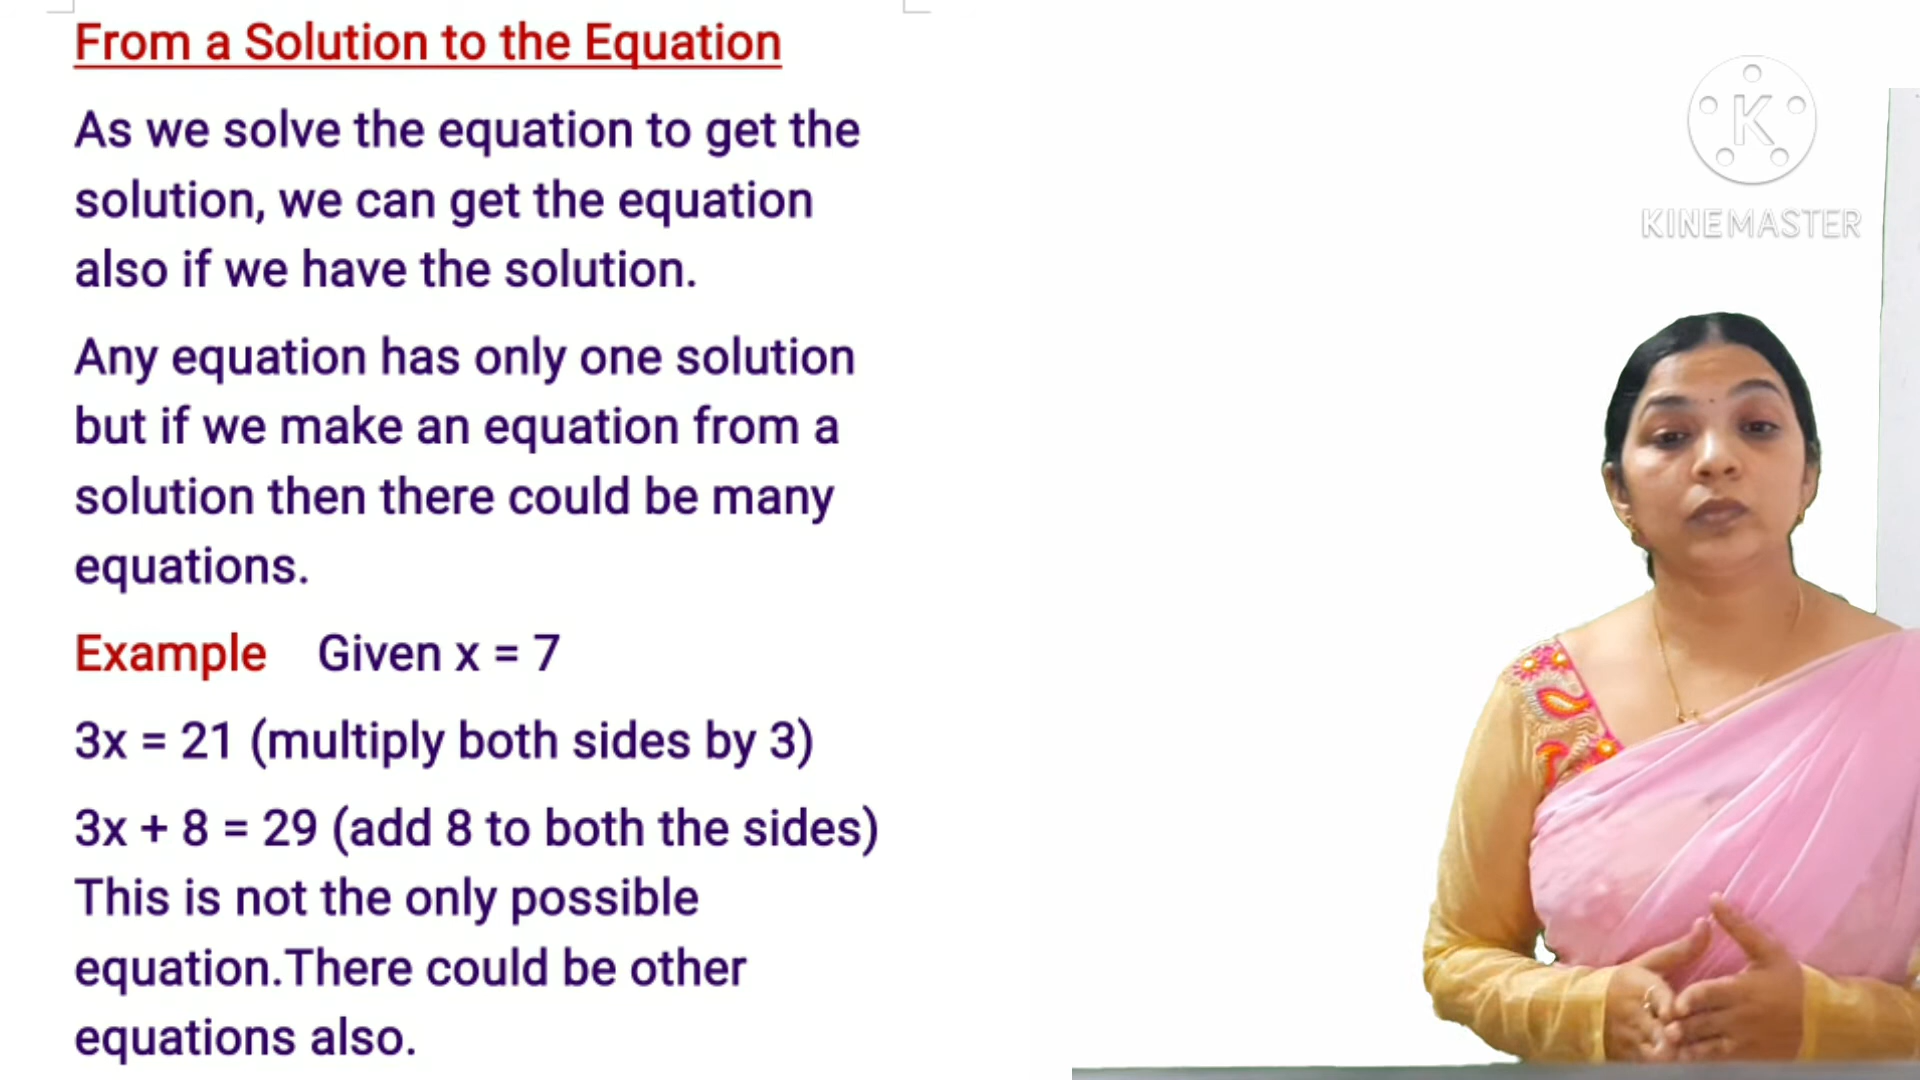 From a Solution to the Equation
As we solve the equation to get the
solution, we can get the equation
also if we have the solution.
Any equation has only one solution
but if we make an equation from a
solution then there could be many
equations.
Example Given x = 7
3x = 21 (multiply both sides by 3)
3x + 8 = 29 (add 8 to both the sides)
This is not the only possible
equation.There could be other
equations also.
K
KINEMASTER